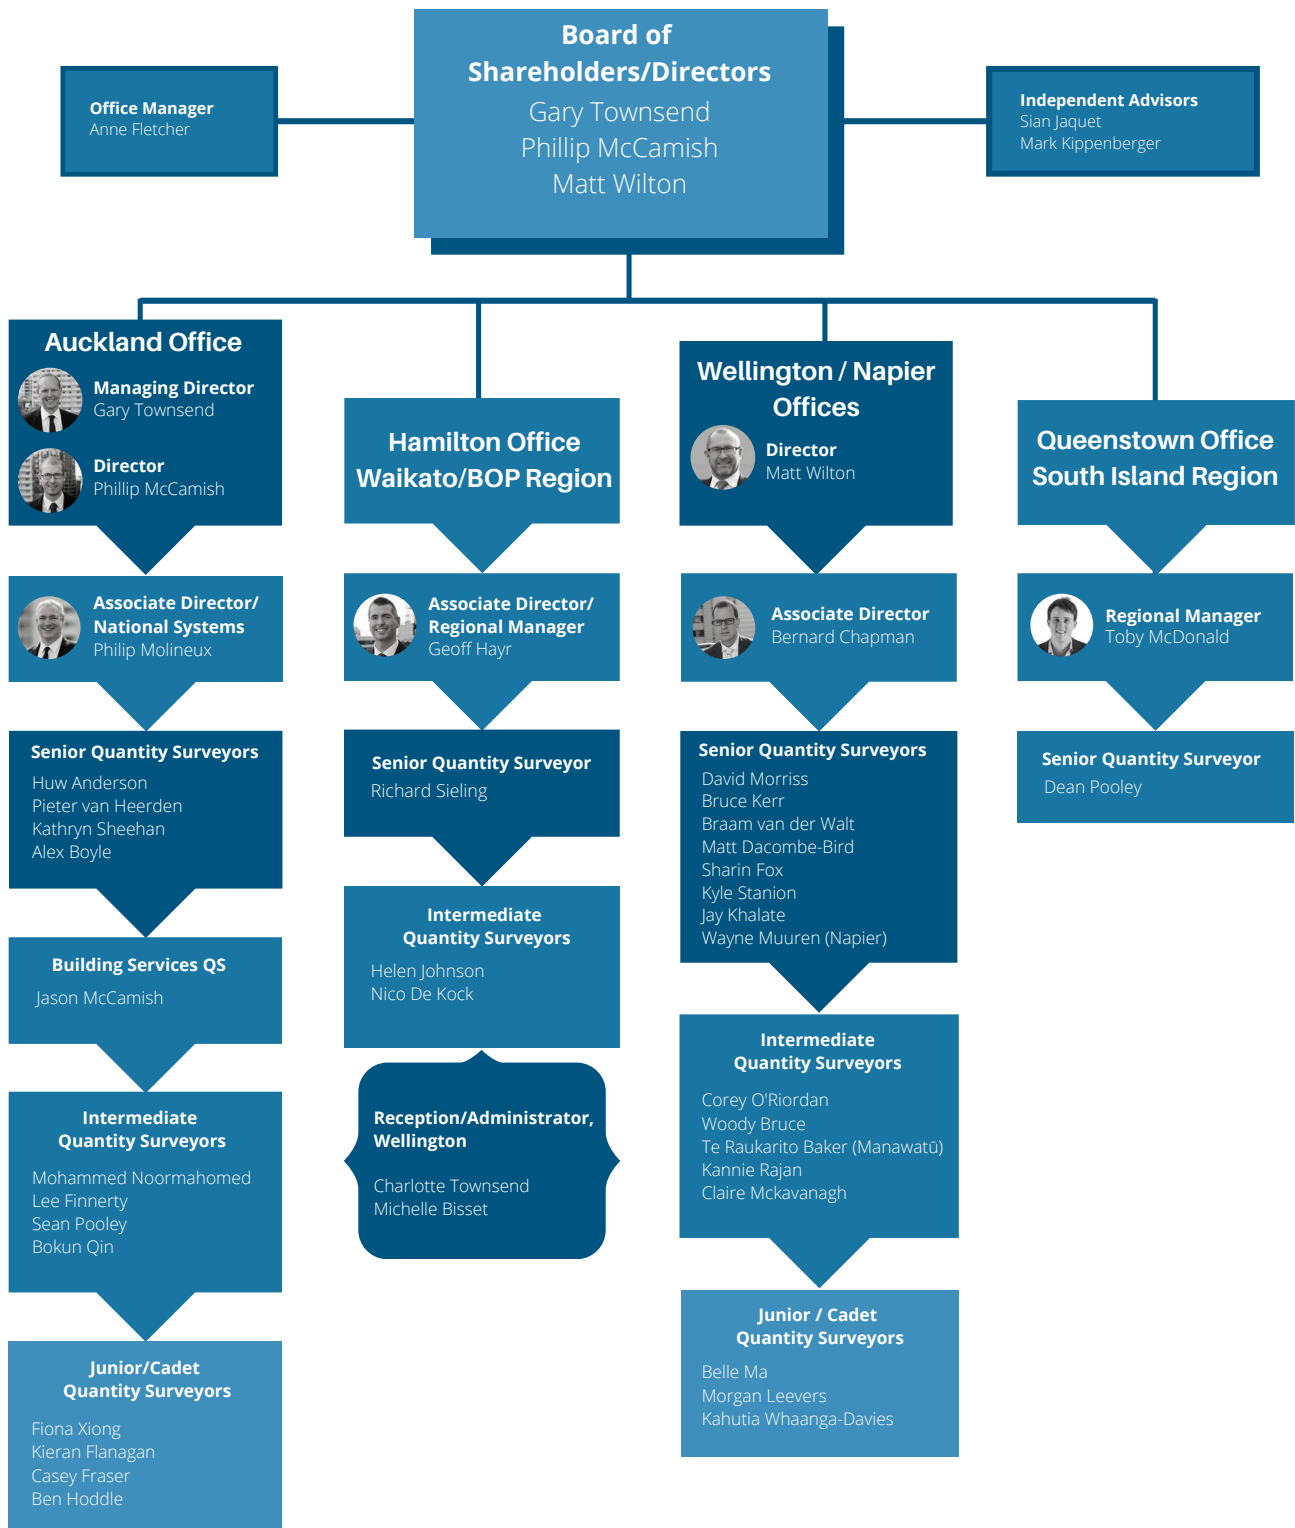 Board of
Shareholders/Directors
Gary Townsend
Phillip McCamish
Matt Wilton
Office Manager
Anne Fletcher
Independent Advisors
Sian Jaquet
Mark Kippenberger
Auckland Office
Managing Director
Gary Townsend
Director
Phillip McCamish
Associate Director/
National Systems
Philip Molineux
Senior Quantity Surveyors
Huw Anderson
Pieter van Heerden
Kathryn Sheehan
Alex Boyle
Building Services QS
Jason McCamish
Intermediate
Quantity Surveyors
Mohammed Noormahomed
Lee Finnerty
Sean Pooley
Bokun Qin
Junior/Cadet
Quantity Surveyors
Fiona Xiong
Kieran Flanagan
Casey Fraser
Ben Hoddle
Hamilton Office
Waikato/BOP Region
Associate Director/
Regional Manager
Geoff Hayr
Senior Quantity Surveyor
Richard Sieling
Intermediate
Quantity Surveyors
Helen Johnson
Nico De Kock
Reception/Administrator,
Wellington
Charlotte Townsend
Michelle Bisset
Wellington / Napier
Offices
Director
Matt Wilton
Associate Director
Bernard Chapman
Senior Quantity Surveyors
David Morriss
Bruce Kerr
Braam van der Walt
Matt Dacombe-Bird
Sharin Fox
Kyle Stanion
Jay Khalate
Wayne Muuren (Napier)
Intermediate
Quantity Surveyors
Corey O'Riordan
Woody Bruce
Te Raukarito Baker (Manawatū)
Kannie Rajan
Claire Mckavanagh
Junior / Cadet
Quantity Surveyors
Belle Ma
Morgan Leevers
Kahutia Whaanga-Davies
Queenstown Office
South Island Region
Regional Manager
Toby McDonald
Senior Quantity Surveyor
Dean Pooley